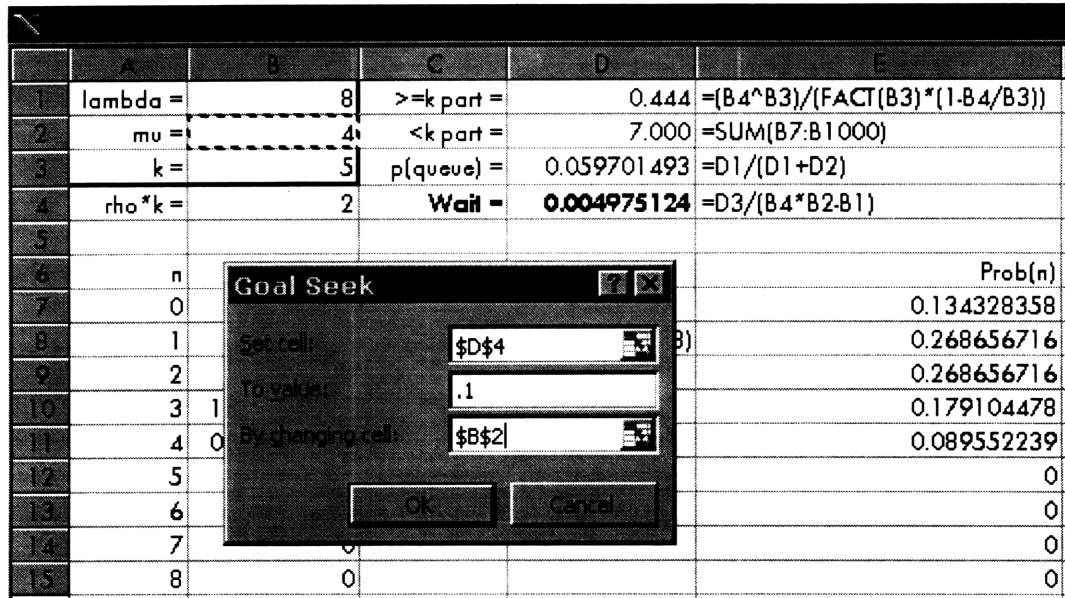 A B C D E
1 lambda = 8 >=k part = 0.444 =(B4^B3)/(FACT(B3)*(1-B4/B3))
2 mu = 4 <k part = 7.000 =SUM(B7:B1000)
3 k = 5 p(queue) = 0.059701493 =D1/(D1+D2)
4 rho*k = 2 Wait = 0.004975124 =D3/(B4*B2-B1)
5
6 n Prob(n)
7 0 0.134328358
8 1 8) 0.268656716
9 2 0.268656716
10 3 1 0.179104478
11 4 0 0.089552239
12 5 0
13 6 0
14 7 0 0
15 8 0 0
Goal Seek
Set cell: $D$4
To value: .1
By changing cell: $B$2
OK Cancel